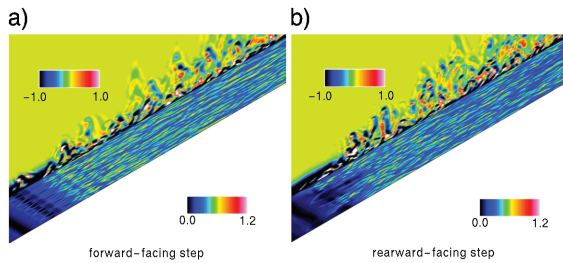 a)
b)
−1.0 1.0
−1.0 1.0
0.0 1.2
0.0 1.2
forward−facing step
rearward−facing step